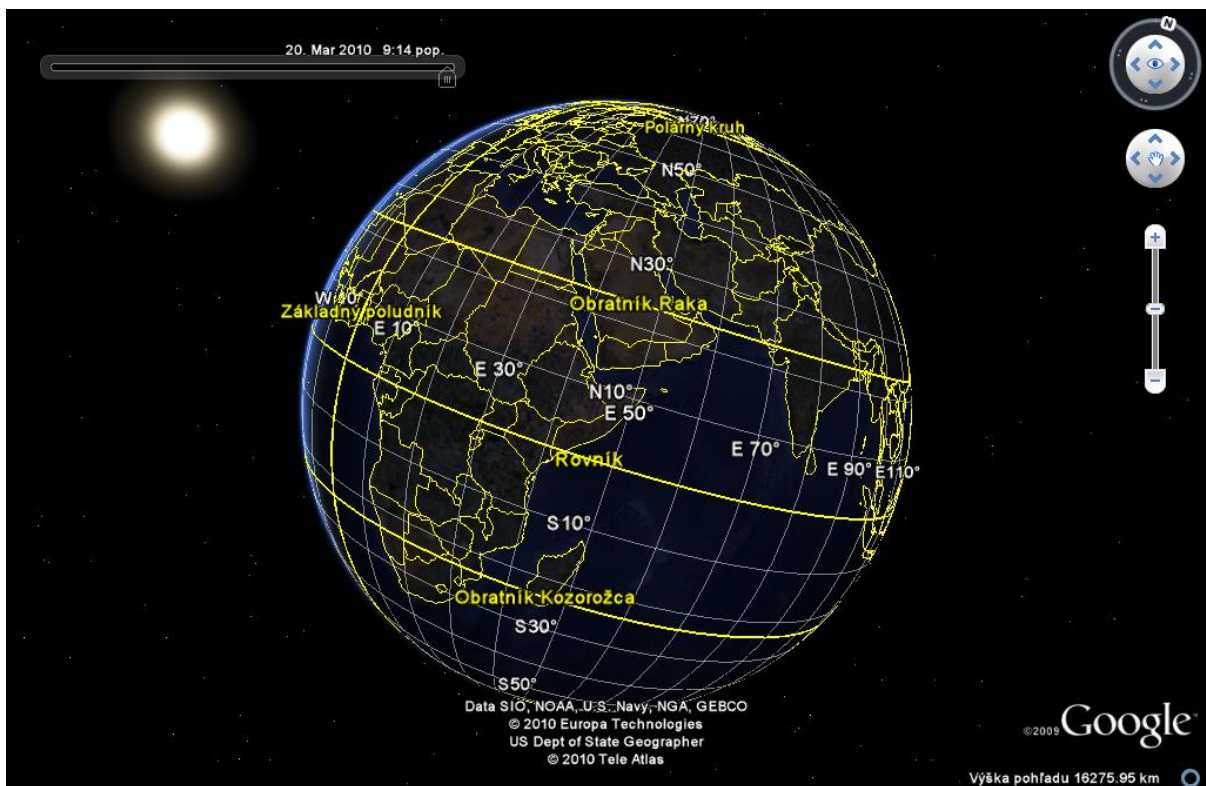 20. Mar 2010 9:14 pop.
N
Polárny kruh
N50°
N30°
Obratník Raka
Základný poludník
E 10°
E 30°
N10°
E 50°
Rovník
E 70°
E 90°
E110°
S10°
Obratník Kozorožca
S30°
S50°
Data SIO, NOAA, U.S. Navy, NGA, GEBCO
© 2010 Europa Technologies
US Dept of State Geographer
© 2010 Tele Atlas
©2009 Google
Výška pohľadu 16275.95 km